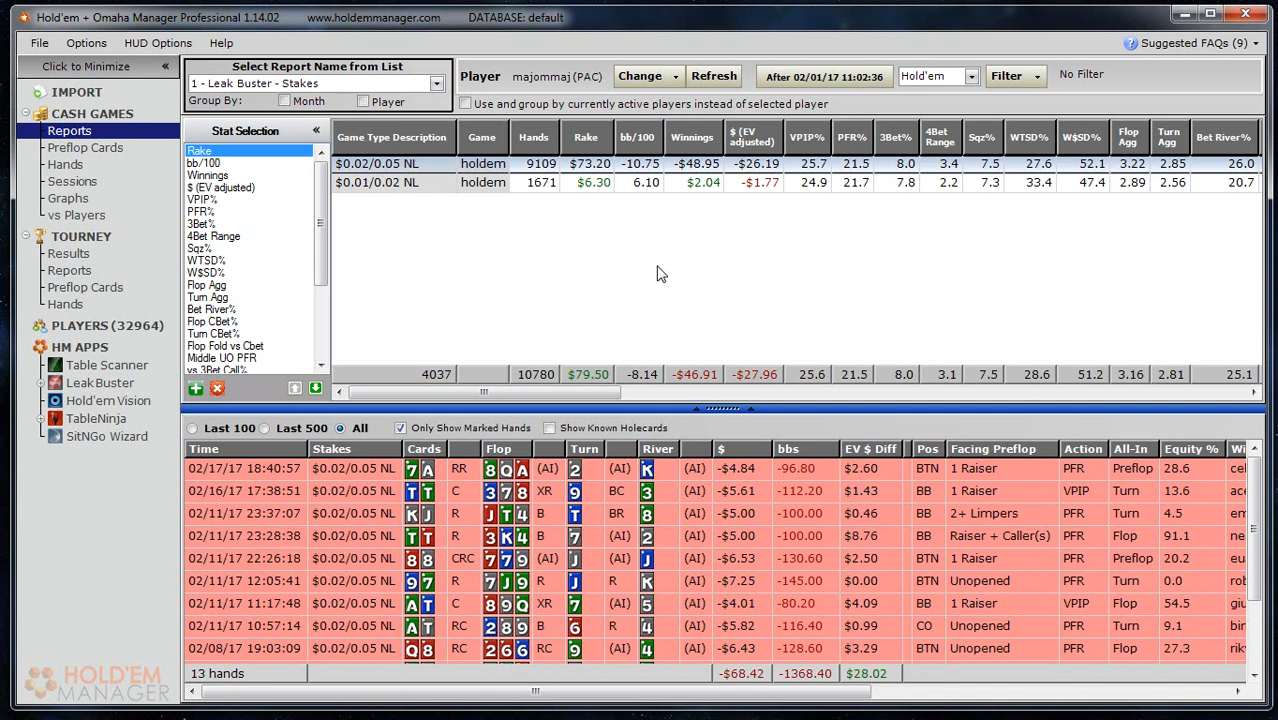 Hold'em + Omaha Manager Professional 1.14.02 www.holdemmanager.com DATABASE: default
File Options HUD Options Help Suggested FAQs (9)
Click to Minimize «
IMPORT
CASH GAMES
Reports
Preflop Cards
Hands
Sessions
Graphs
vs Players
TOURNEY
Results
Reports
Preflop Cards
Hands
PLAYERS (32964)
HM APPS
Table Scanner
LeakBuster
Hold'em Vision
TableNinja
SitNGo Wizard
HOLD'EM
MANAGER
Select Report Name from List
1 - Leak Buster - Stakes
Group By: Month Player
Player majommaj (PAC) Change Refresh After 02/01/17 11:02:36 Hold'em Filter No Filter
Use and group by currently active players instead of selected player
Stat Selection «
Rake
bb/100
Winnings
$ (EV adjusted)
VPIP%
PFR%
3Bet%
4Bet Range
Sqz%
WTSD%
W$SD%
Flop Agg
Turn Agg
Bet River%
Flop CBet%
Turn CBet%
Flop Fold vs Cbet
Middle UO PFR
vs 3Bet Call%
Game Type Description Game Hands Rake bb/100 Winnings $ (EV adjusted) VPIP% PFR% 3Bet% 4Bet Range Sqz% WTSD% W$SD% Flop Agg Turn Agg Bet River%
$0.02/0.05 NL holdem 9109 $73.20 -10.75 -$48.95 -$26.19 25.7 21.5 8.0 3.4 7.5 27.6 52.1 3.22 2.85 26.0
$0.01/0.02 NL holdem 1671 $6.30 6.10 $2.04 -$1.77 24.9 21.7 7.8 2.2 7.3 33.4 47.4 2.89 2.56 20.7
4037 10780 $79.50 -8.14 -$46.91 -$27.96 25.6 21.5 8.0 3.1 7.5 28.6 51.2 3.16 2.81 25.1
Last 100 Last 500 All Only Show Marked Hands Show Known Holecards
Time Stakes Cards Flop Turn River $ bbs EV $ Diff Pos Facing Preflop Action All-In Equity % Wi
02/17/17 18:40:57 $0.02/0.05 NL 7 A RR 8 Q A (AI) 2 (AI) K (AI) -$4.84 -96.80 $2.60 BTN 1 Raiser PFR Preflop 28.6 cel
02/16/17 17:38:51 $0.02/0.05 NL T T C 3 7 8 XR 9 BC 3 (AI) -$5.61 -112.20 $1.43 BB 1 Raiser VPIP Turn 13.6 ace
02/11/17 23:37:07 $0.02/0.05 NL K J C J T 4 B T BR 8 (AI) -$5.00 -100.00 $0.46 BB 2+ Limpers PFR Turn 4.5 em
02/11/17 23:28:38 $0.02/0.05 NL T T R 3 K 4 B 7 (AI) 2 (AI) -$5.00 -100.00 $8.76 BB Raiser + Caller(s) PFR Flop 91.1 ne
02/11/17 22:26:18 $0.02/0.05 NL 8 8 CRC 7 7 9 (AI) J (AI) J (AI) -$6.53 -130.60 $2.50 BTN 1 Raiser PFR Preflop 20.2 eu
02/11/17 12:05:41 $0.02/0.05 NL 9 7 R 7 J 9 R J (AI) K (AI) -$7.25 -145.00 $0.00 BTN Unopened PFR Turn 0.0 rob
02/11/17 11:17:48 $0.02/0.05 NL A T C 8 9 Q XR 7 (AI) 5 (AI) -$4.01 -80.20 $4.09 BB 1 Raiser VPIP Flop 54.5 giu
02/11/17 10:57:14 $0.02/0.05 NL A T RC 2 8 9 B 6 R 4 (AI) -$5.82 -116.40 $0.99 CO Unopened PFR Turn 9.1 bin
02/08/17 19:03:09 $0.02/0.05 NL Q 8 RC 2 6 6 RC 9 (AI) 4 (AI) -$6.43 -128.60 $3.29 BB Unopened PFR Flop 27.3 rik
13 hands -$68.42 -1368.40 $28.02